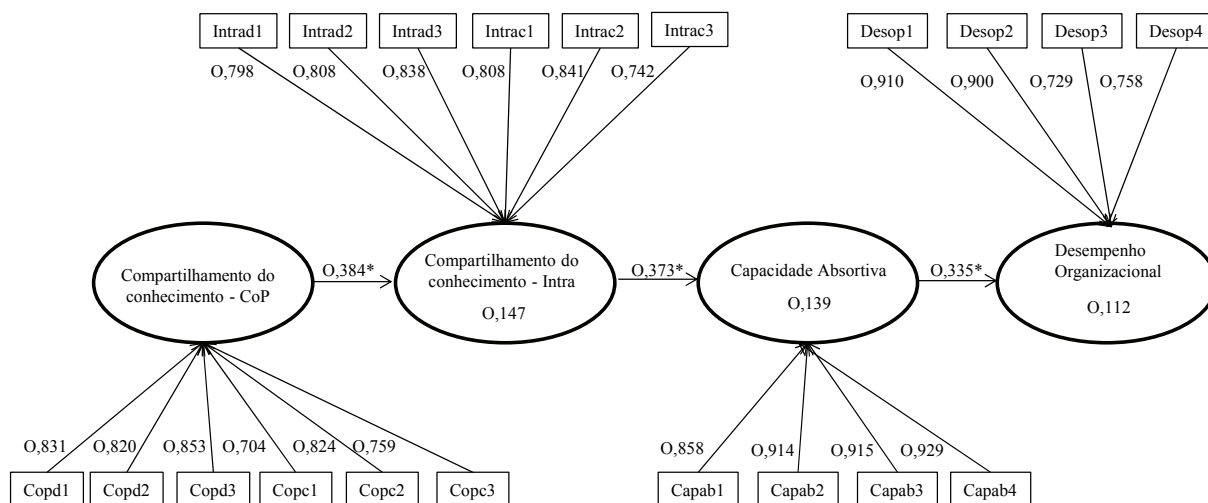 Intrad1 Intrad2 Intrad3 Intrac1 Intrac2 Intrac3 Desop1 Desop2 Desop3 Desop4
O,798 O,808 O,838 O,808 O,841 O,742 O,910 O,900 O,729 O,758
Compartilhamento do
conhecimento - CoP
O,384*
Compartilhamento do
conhecimento - Intra
O,147
O,373*
Capacidade Absortiva
O,139
O,335*
Desempenho
Organizacional
O,112
O,831 O,820 O,853 O,704 O,824 O,759 O,858 O,914 O,915 O,929
Copd1 Copd2 Copd3 Copc1 Copc2 Copc3 Capab1 Capab2 Capab3 Capab4